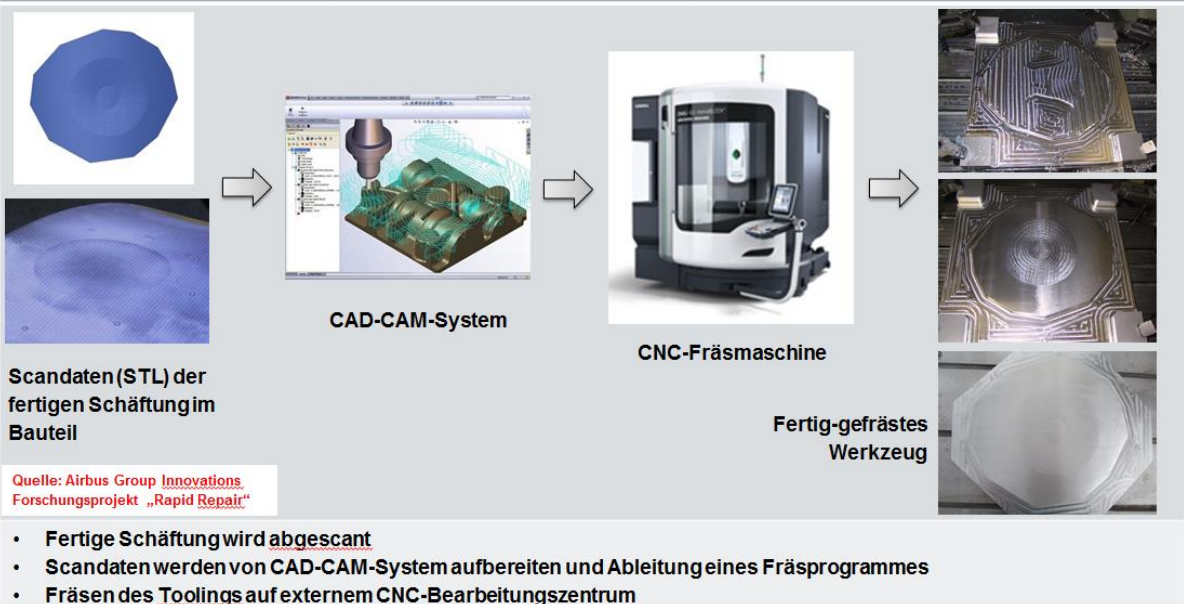 CAD-CAM-System
CNC-Fräsmaschine
Scandaten (STL) der
fertigen Schäftung im
Bauteil
Fertig-gefrästes
Werkzeug
Quelle: Airbus Group Innovations
Forschungsprojekt „Rapid Repair“
• Fertige Schäftung wird abgescant
• Scandaten werden von CAD-CAM-System aufbereiten und Ableitung eines Fräsprogrammes
• Fräsen des Toolings auf externem CNC-Bearbeitungszentrum